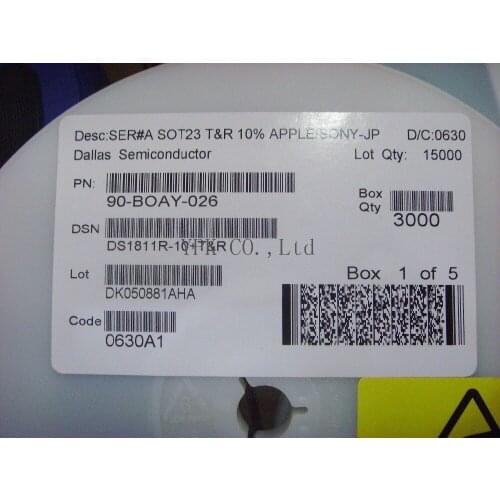 Desc:SER#A SOT23 T&R 10% APPLE/SONY-JP D/C:0630
Dallas Semiconductor Lot Qty: 15000
PN:
90-BOAY-026
Box Qty
3000
DSN
DS1811R-10+T&R
YFK CO.,Ltd
Lot
DK050881AHA
Box 1 of 5
Code
0630A1